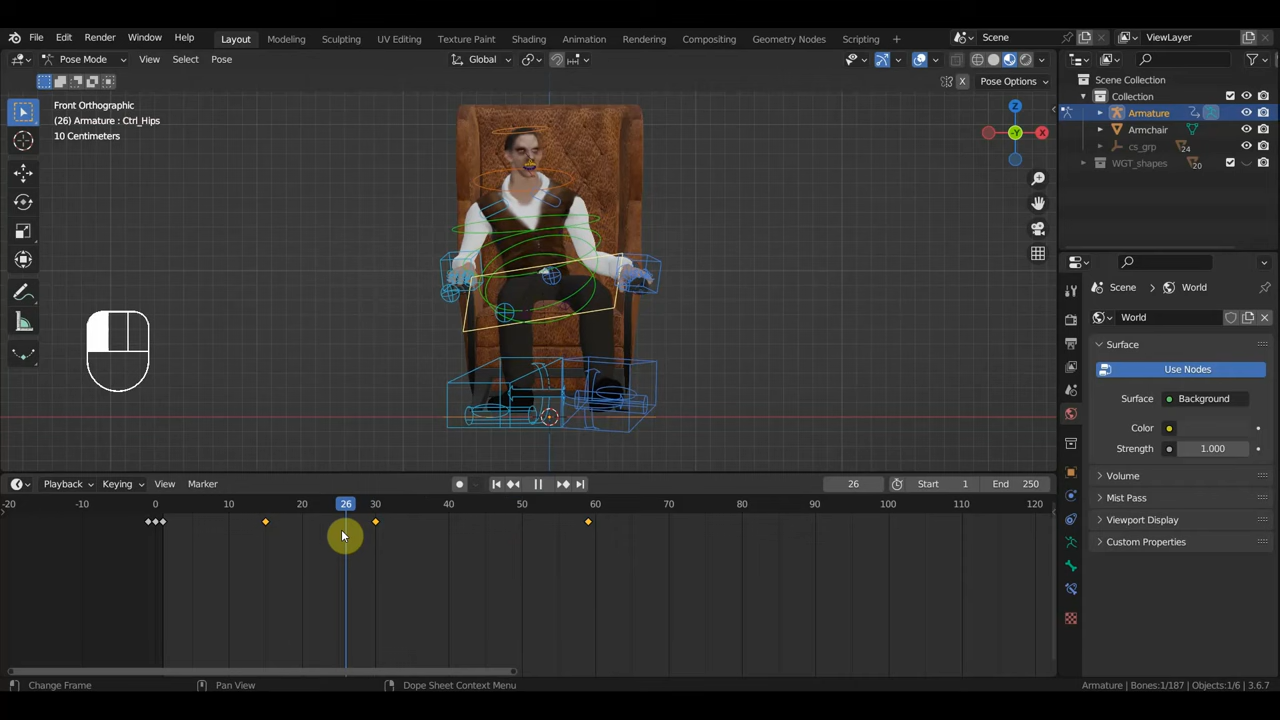 File Edit Render Window Help Layout Modeling Sculpting UV Editing Texture Paint Shading Animation Rendering Compositing Geometry Nodes Scripting + Scene ViewLayer
Pose Mode View Select Pose Global
X Pose Options
Front Orthographic
(26) Armature : Ctrl_Hips
10 Centimeters
Z
X
-Y
Scene Collection
Collection
Armature
Armchair
cs_grp 24
WGT_shapes 20
Scene > World
World
Surface
Use Nodes
Surface Background
Color
Strength 1.000
Volume
Mist Pass
Viewport Display
Custom Properties
Playback Keying View Marker 26 Start 1 End 250
-20 -10 0 10 20 26 30 40 50 60 70 80 90 100 110 120
Change Frame Pan View Dope Sheet Context Menu Armature | Bones:1/187 | Objects:1/6 | 3.6.7